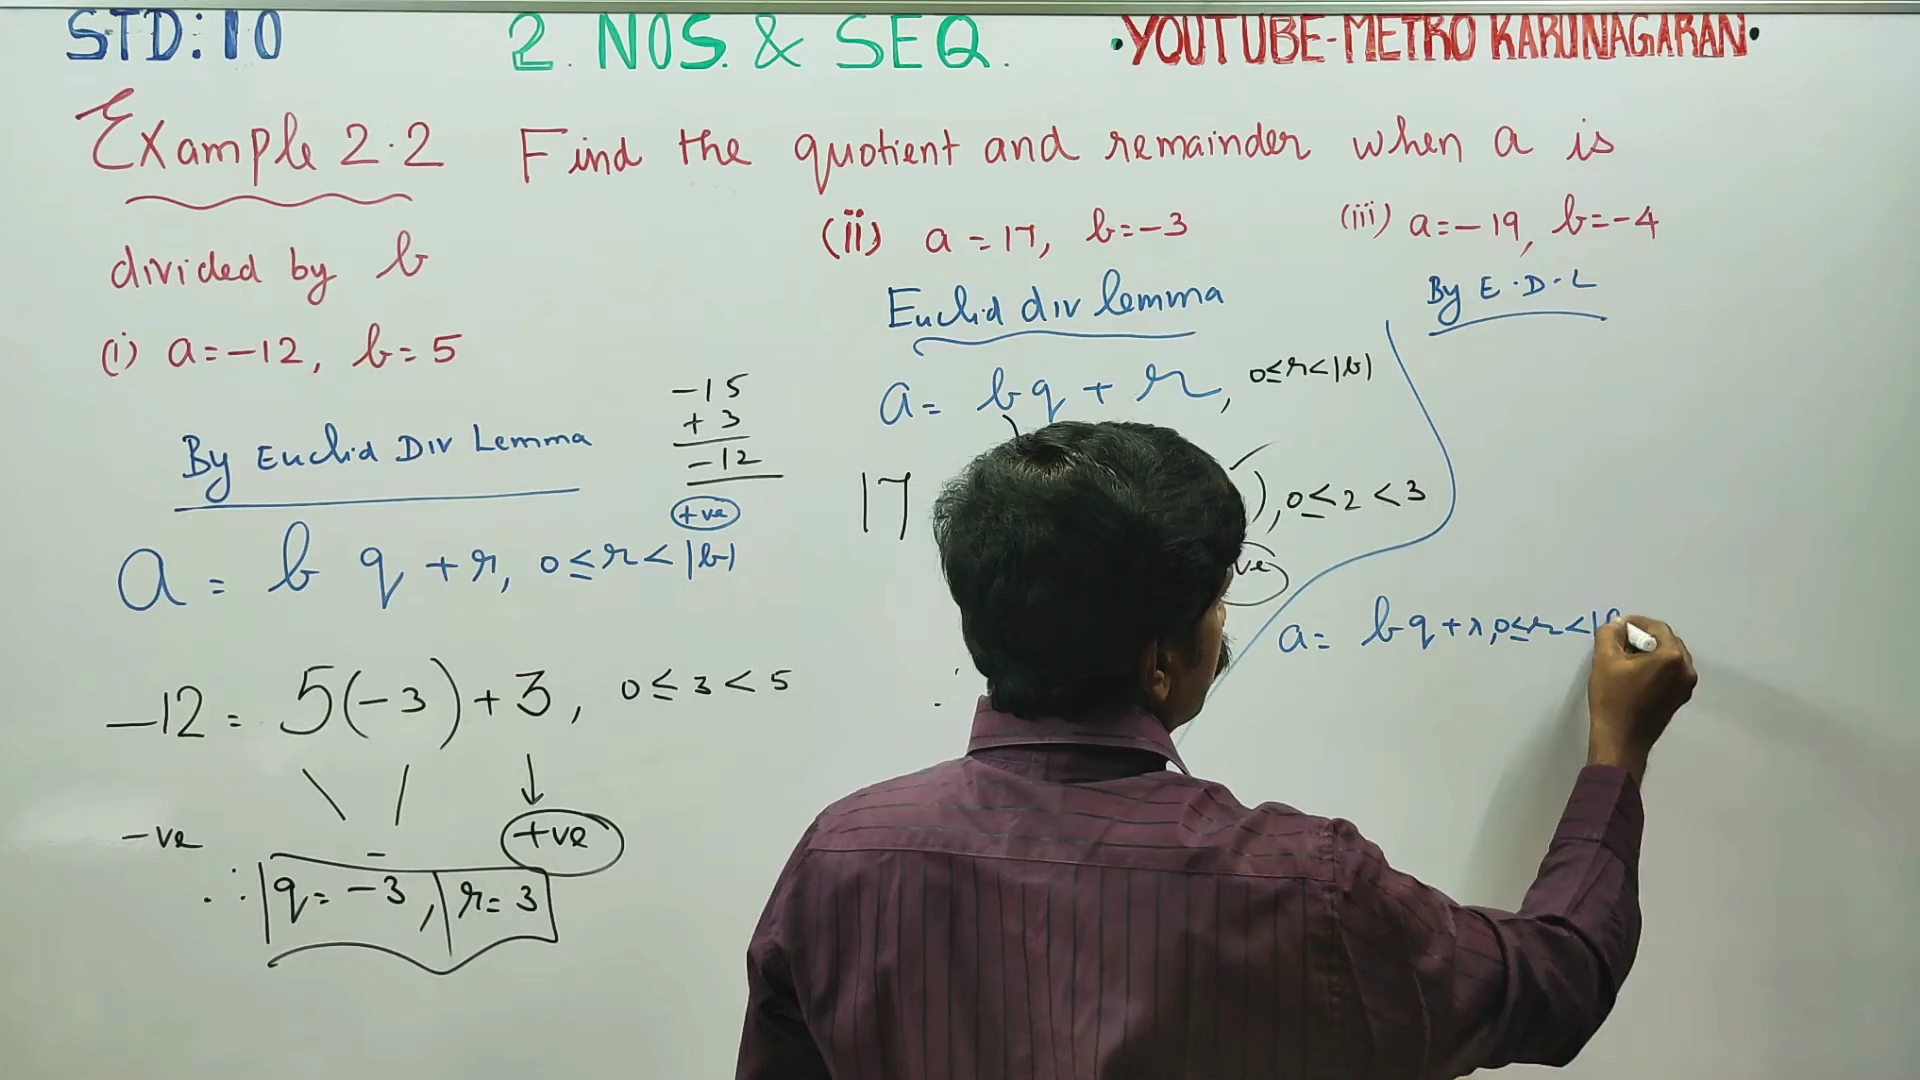 STD: 10 2. NOS. & SEQ. •YOUTUBE-METRO KARUNAGARAN•
Example 2.2 Find the quotient and remainder when a is
divided by b
(i) a=-12, b=5
By Euclid Div Lemma
a = b q + r, 0≤r<|b|
-12 = 5(-3)+3, 0≤3<5
-ve +ve
∴ q=-3, r=3
-15
+3
-12
+ve
(ii) a=17, b=-3
Euclid div lemma
a= bq + r, 0≤r<|b|
17 ), 0≤2<3
ve
(iii) a=-19, b=-4
By E.D.L
a= bq+r, 0≤r<|